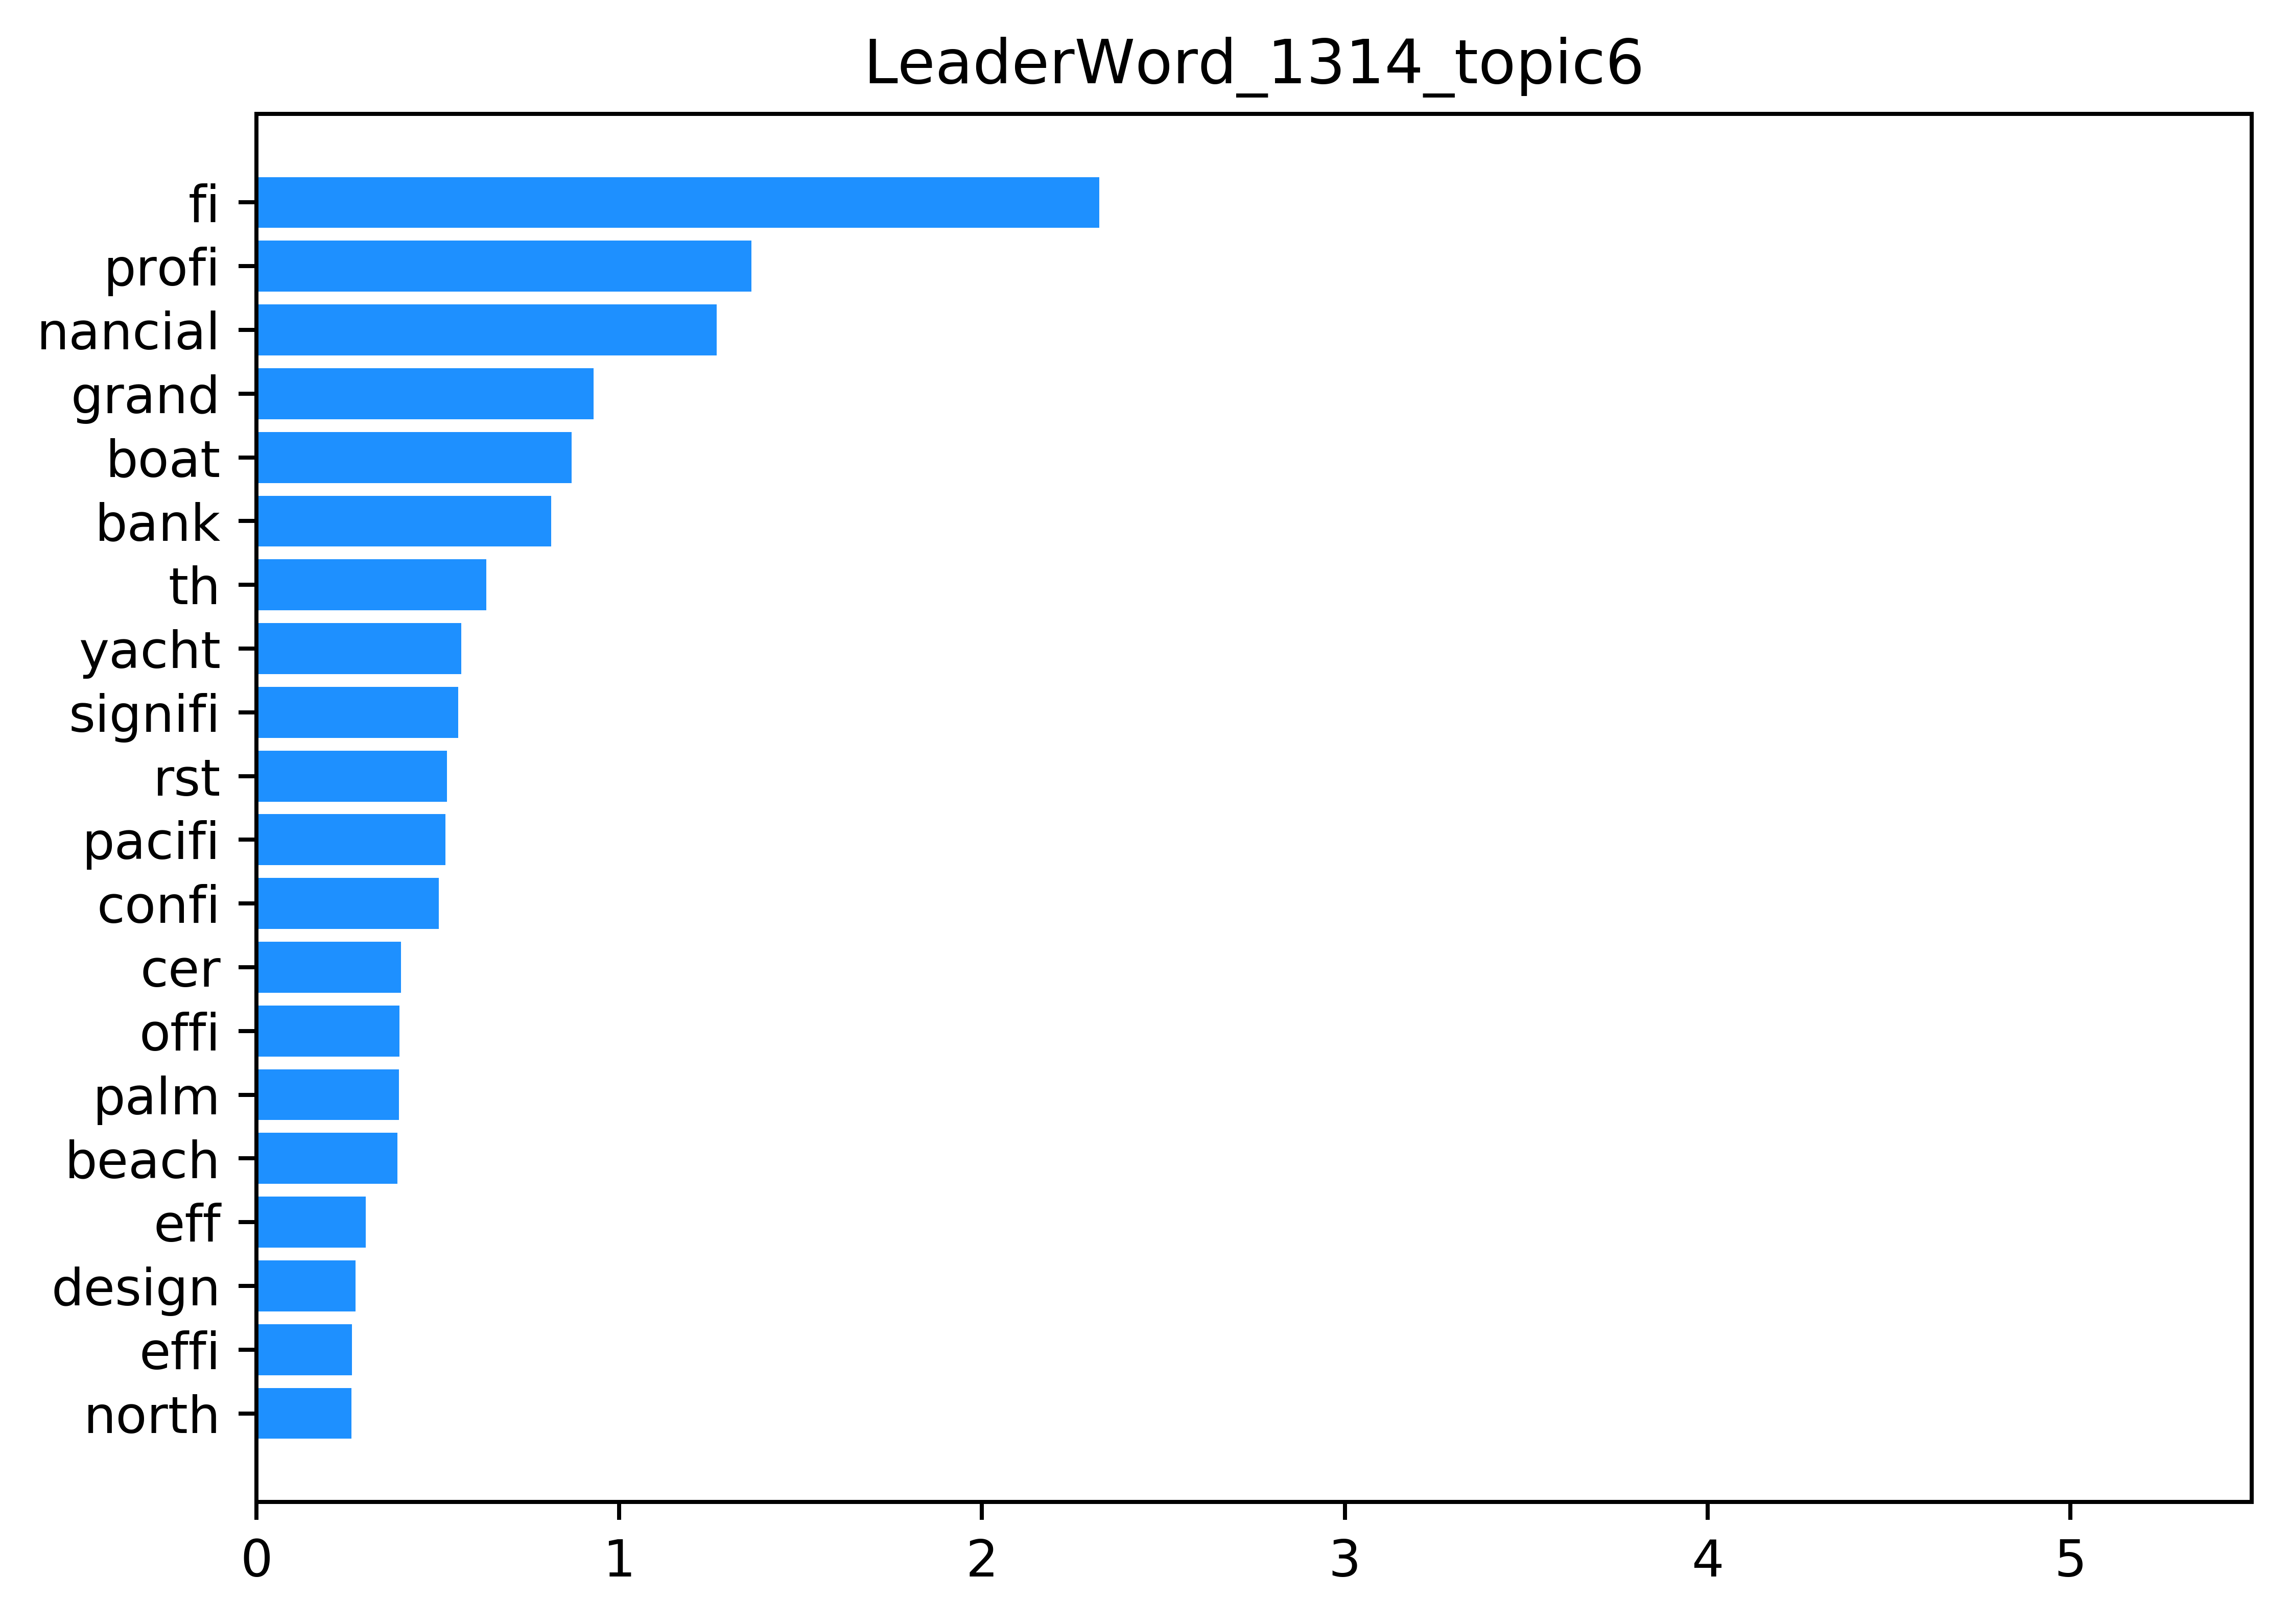 LeaderWord_1314_topic6
fi
profi
nancial
grand
boat
bank
th
yacht
signifi
rst
pacifi
confi
cer
offi
palm
beach
eff
design
effi
north
0 1 2 3 4 5